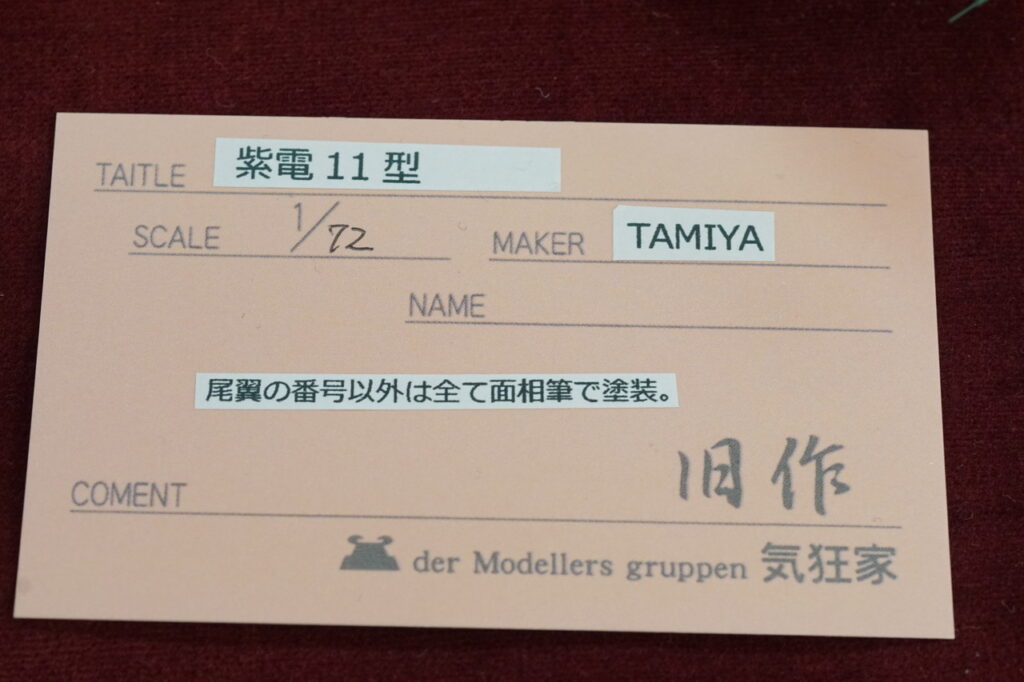 TAITLE 紫電11型
SCALE 1/72 MAKER TAMIYA
NAME
尾翼の番号以外は全て面相筆で塗装。
旧作
COMENT
der Modellers gruppen 気狂家